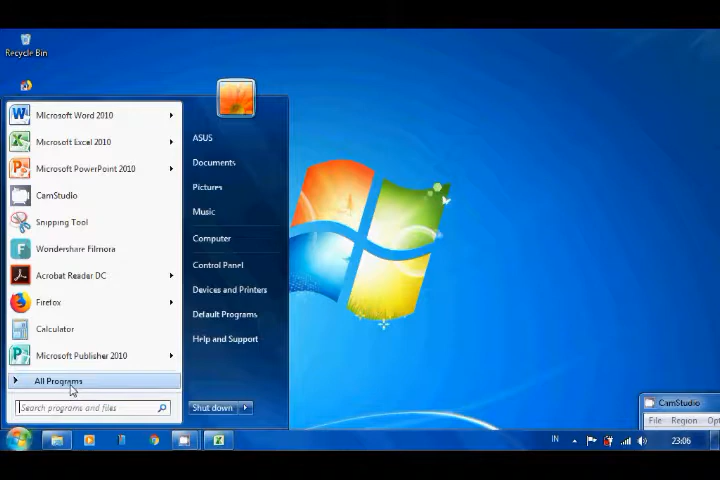 Recycle Bin
Microsoft Word 2010
Microsoft Excel 2010
Microsoft PowerPoint 2010
CamStudio
Snipping Tool
Wondershare Filmora
Acrobat Reader DC
Firefox
Calculator
Microsoft Publisher 2010
All Programs
Search programs and files
ASUS
Documents
Pictures
Music
Computer
Control Panel
Devices and Printers
Default Programs
Help and Support
Shut down
CamStudio
File Region Opt
IN 23:06